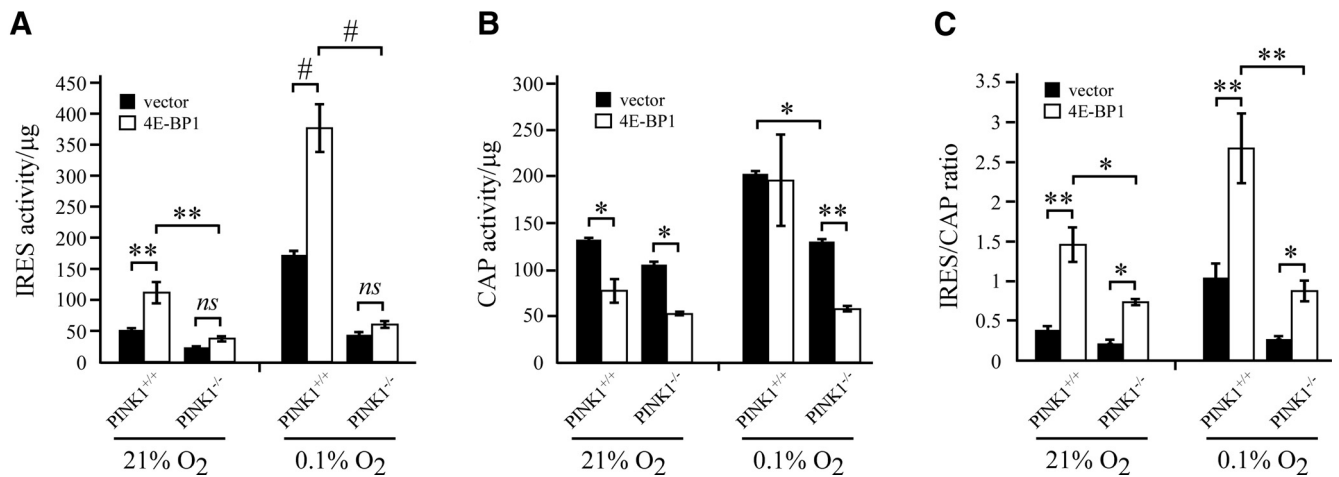 A
IRES activity/µg
450
400
350
300
250
200
150
100
50
0
vector
4E-BP1
**
**
ns
#
#
ns
PINK1+/+
PINK1-/-
PINK1+/+
PINK1-/-
21% O2
0.1% O2
B
CAP activity/µg
300
250
200
150
100
50
0
vector
4E-BP1
*
*
*
**
PINK1+/+
PINK1-/-
PINK1+/+
PINK1-/-
21% O2
0.1% O2
C
IRES/CAP ratio
3.5
3
2.5
2
1.5
1
0.5
0
vector
4E-BP1
**
*
*
**
**
*
PINK1+/+
PINK1-/-
PINK1+/+
PINK1-/-
21% O2
0.1% O2